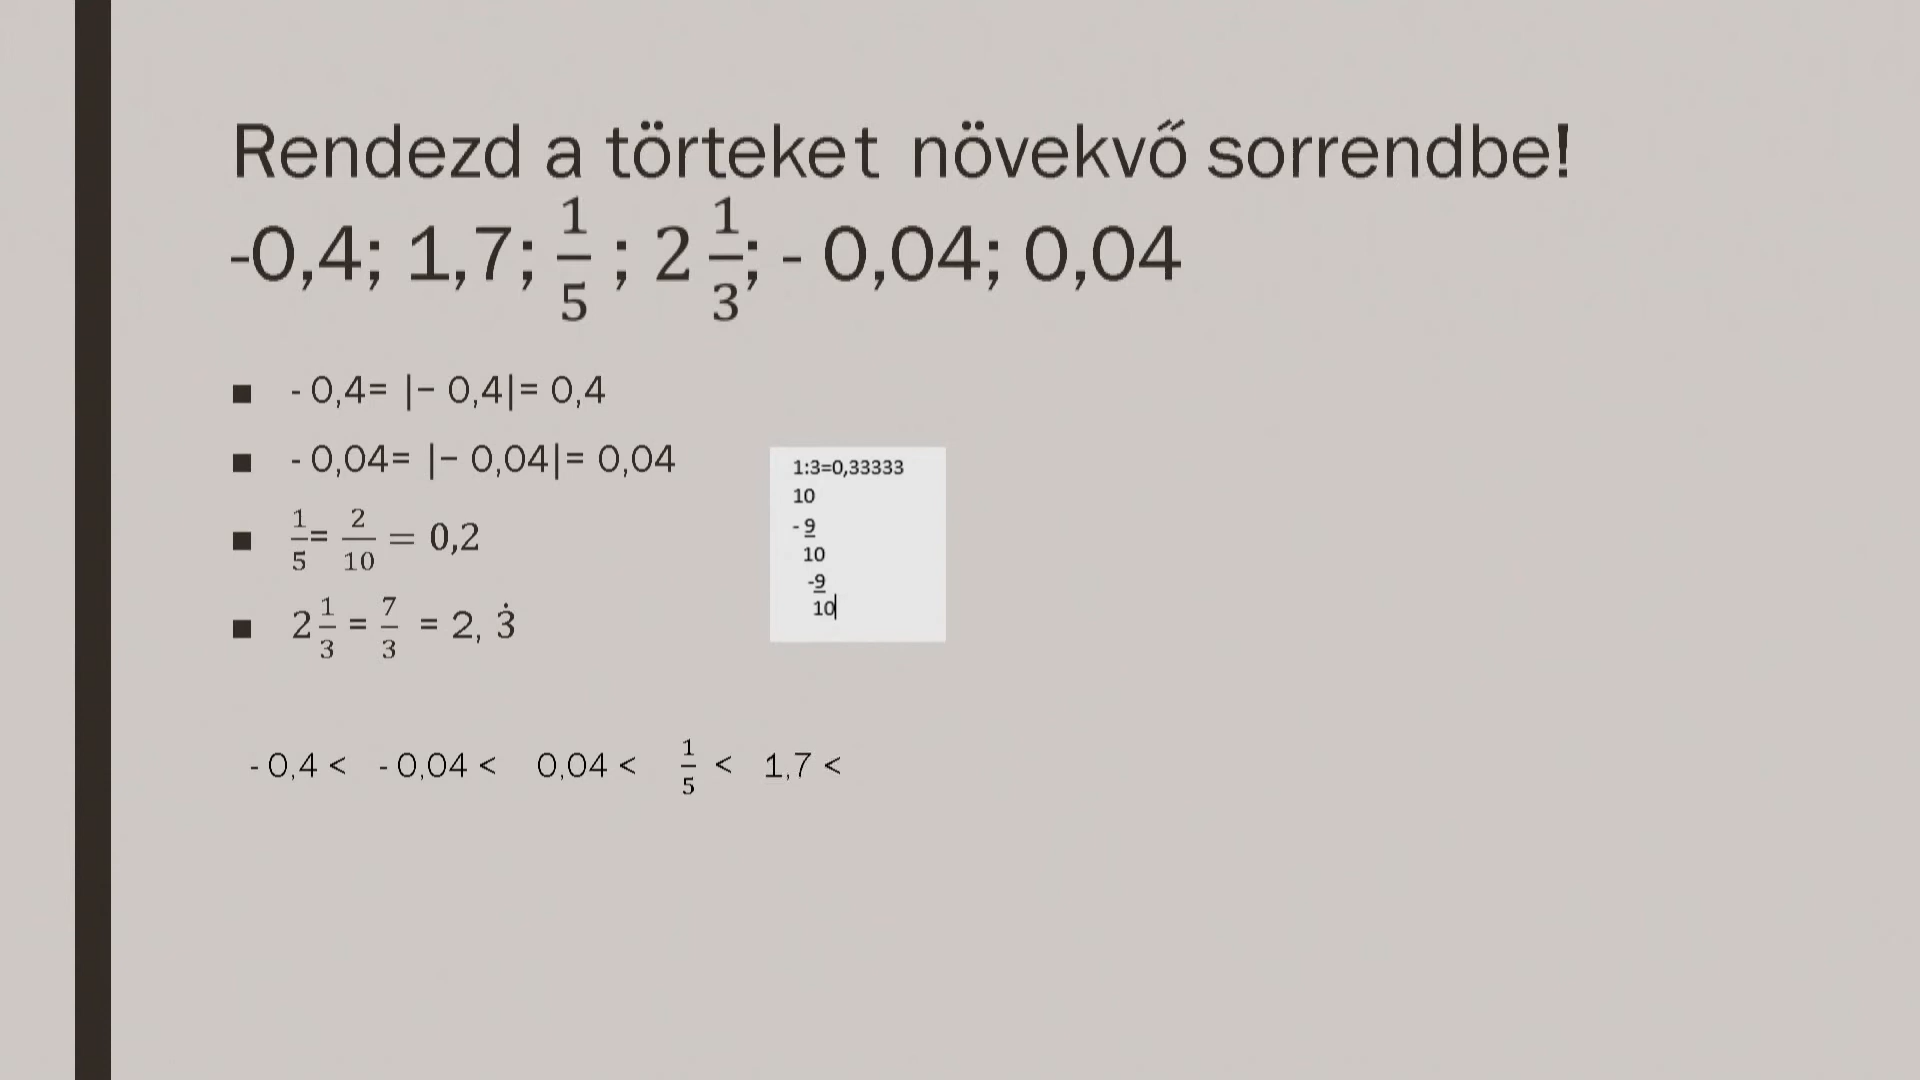 Rendezd a törteket növekvő sorrendbe!
-0,4; 1,7; 1/5 ; 2 1/3; - 0,04; 0,04
■ - 0,4= |− 0,4|= 0,4
■ - 0,04= |− 0,04|= 0,04
■ 1/5= 2/10 = 0,2
■ 2 1/3 = 7/3 = 2, 3̇
1:3=0,33333
10
- 9
10
-9
10
- 0,4 < - 0,04 < 0,04 < 1/5 < 1,7 <